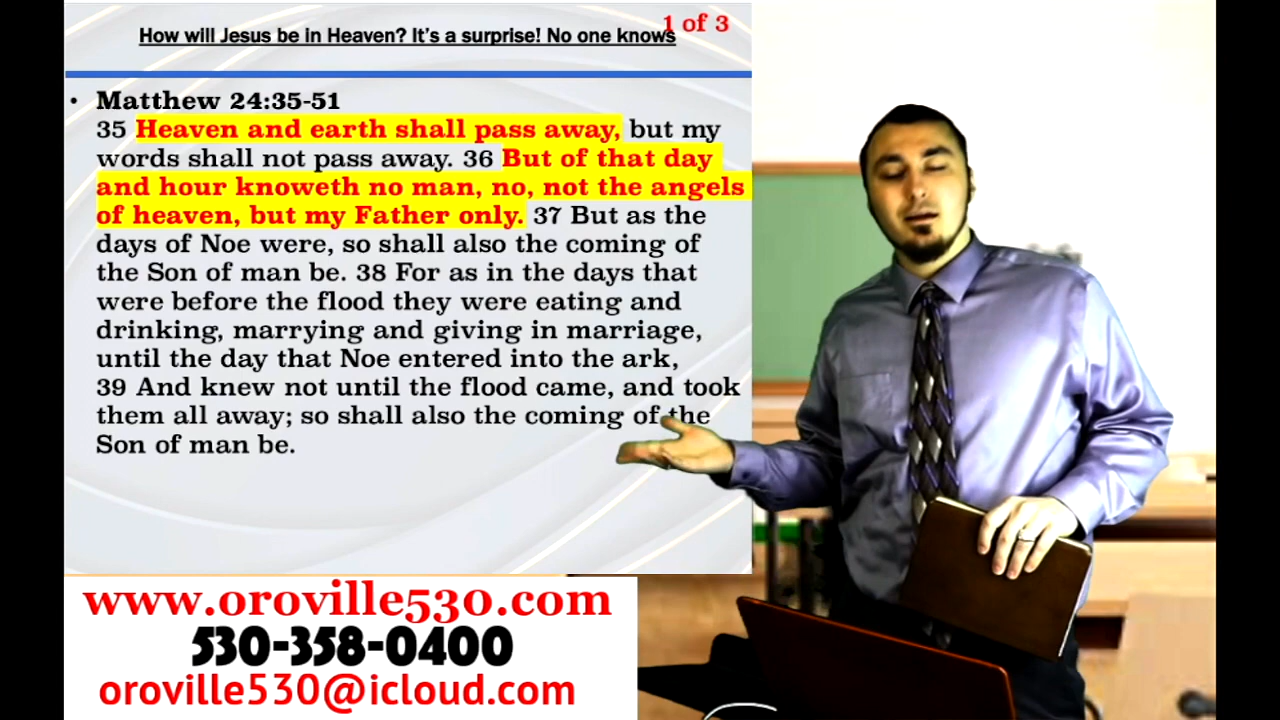 How will Jesus be in Heaven? It's a surprise! No one knows
1 of 3
• Matthew 24:35-51
35 Heaven and earth shall pass away, but my
words shall not pass away. 36 But of that day
and hour knoweth no man, no, not the angels
of heaven, but my Father only. 37 But as the
days of Noe were, so shall also the coming of
the Son of man be. 38 For as in the days that
were before the flood they were eating and
drinking, marrying and giving in marriage,
until the day that Noe entered into the ark,
39 And knew not until the flood came, and took
them all away; so shall also the coming of the
Son of man be.
www.oroville530.com
530-358-0400
oroville530@icloud.com